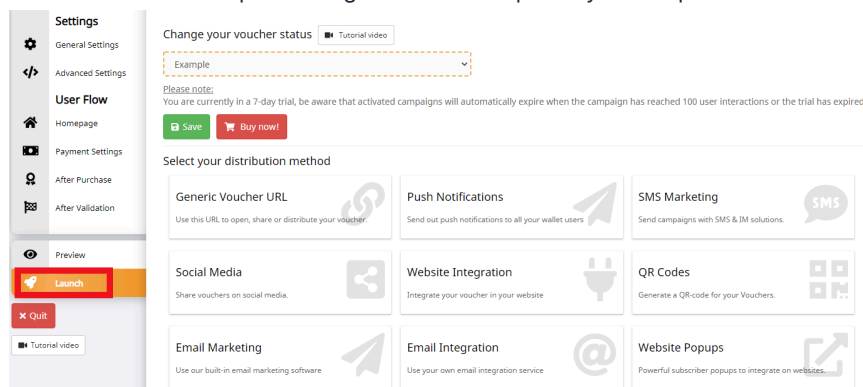 Settings
General Settings
Advanced Settings
User Flow
Homepage
Payment Settings
After Purchase
After Validation
Preview
Launch
Quit
Tutorial video
Change your voucher status
Tutorial video
Example
Please note:
You are currently in a 7-day trial, be aware that activated campaigns will automatically expire when the campaign has reached 100 user interactions or the trial has expired
Save
Buy now!
Select your distribution method
Generic Voucher URL
Use this URL to open, share or distribute your voucher.
Push Notifications
Send out push notifications to all your wallet users
SMS Marketing
Send campaigns with SMS & IM solutions.
SMS
Social Media
Share vouchers on social media.
Website Integration
Integrate your voucher in your website
QR Codes
Generate a QR-code for your Vouchers.
Email Marketing
Use our built-in email marketing software
Email Integration
Use your own email integration service
@
Website Popups
Powerful subscriber popups to integrate on websites.